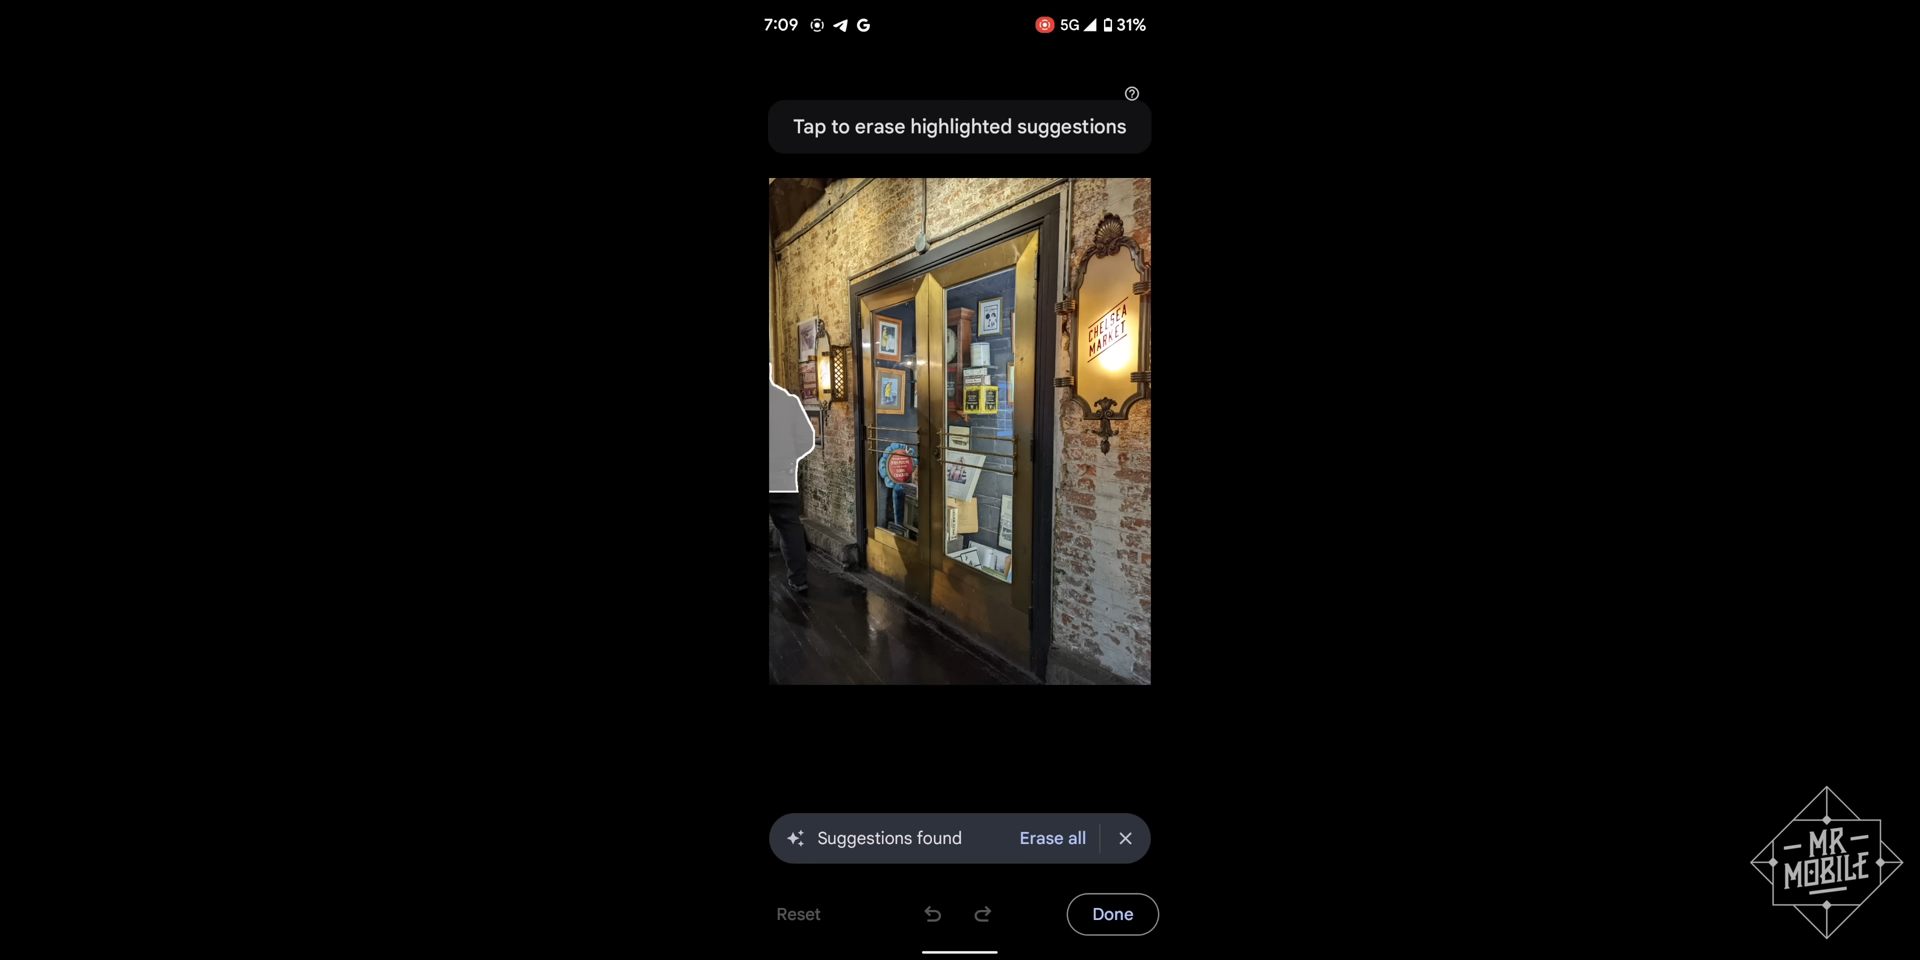 7:09 G 5G 31%
Tap to erase highlighted suggestions
CHELSEA
MARKET
Suggestions found Erase all
Reset Done
MR
MOBILE